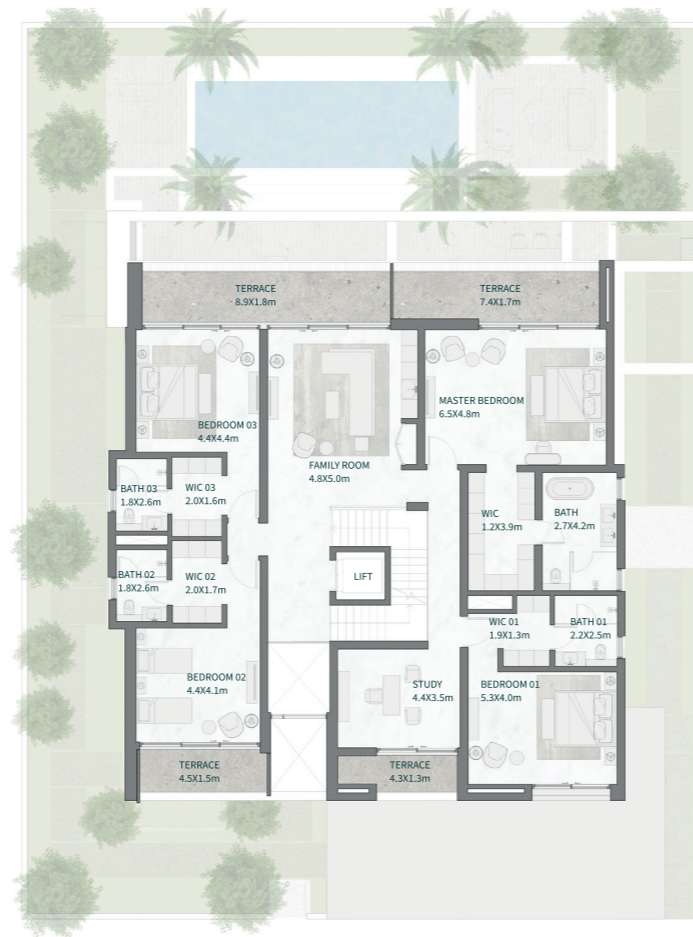 TERRACE
8.9X1.8m
TERRACE
7.4X1.7m
MASTER BEDROOM
6.5X4.8m
BEDROOM 03
4.4X4.4m
FAMILY ROOM
4.8X5.0m
BATH 03
1.8X2.6m
WIC 03
2.0X1.6m
WIC
1.2X3.9m
BATH
2.7X4.2m
BATH 02
1.8X2.6m
WIC 02
2.0X1.7m
LIFT
WIC 01
1.9X1.3m
BATH 01
2.2X2.5m
BEDROOM 02
4.4X4.1m
STUDY
4.4X3.5m
BEDROOM 01
5.3X4.0m
TERRACE
4.5X1.5m
TERRACE
4.3X1.3m